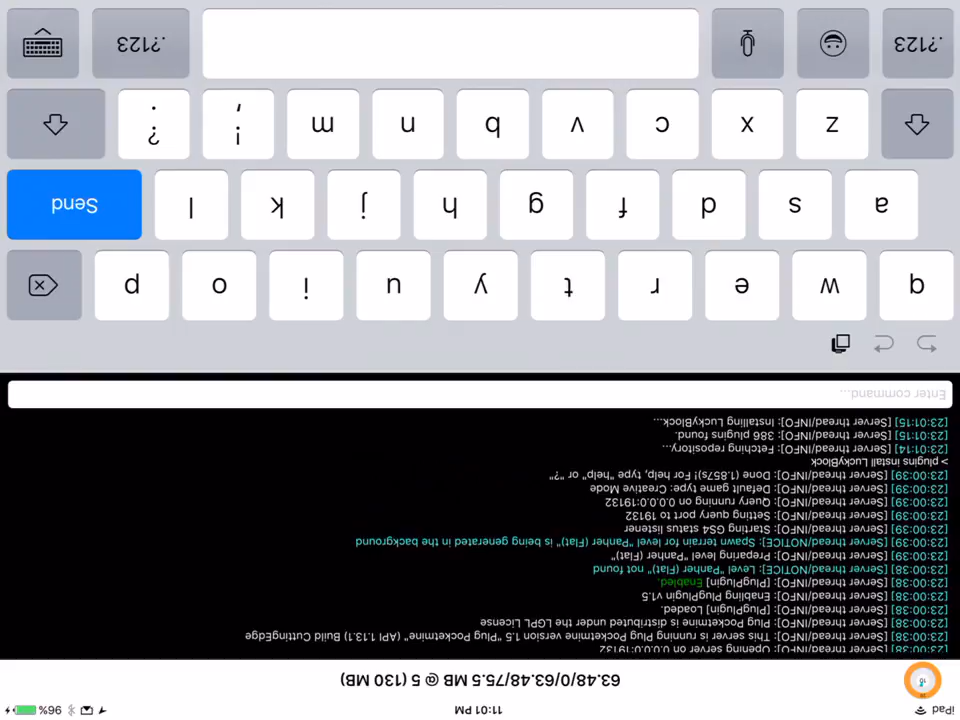 iPad 11:01 PM 96%
10
63.48/0/63.48/75.5 MB @ 5 (130 MB)
[23:00:38] [Server thread/INFO]: Opening server on 0.0.0.0:19132
[23:00:38] [Server thread/INFO]: This server is running Plug Pocketmine version 1.5 "Plug Pocketmine" (API 1.13.1) Build CuttingEdge
[23:00:38] [Server thread/INFO]: Plug Pocketmine is distributed under the LGPL License
[23:00:38] [Server thread/INFO]: [PlugPlugin] Loaded.
[23:00:38] [Server thread/INFO]: Enabling PlugPlugin v1.5
[23:00:38] [Server thread/INFO]: [PlugPlugin] Enabled.
[23:00:38] [Server thread/NOTICE]: Level "Panher (Flat)" not found
[23:00:39] [Server thread/INFO]: Preparing level "Panher (Flat)"
[23:00:39] [Server thread/NOTICE]: Spawn terrain for level "Panher (Flat)" is being generated in the background
[23:00:39] [Server thread/INFO]: Starting GS4 status listener
[23:00:39] [Server thread/INFO]: Setting query port to 19132
[23:00:39] [Server thread/INFO]: Query running on 0.0.0.0:19132
[23:00:39] [Server thread/INFO]: Default game type: Creative Mode
[23:00:39] [Server thread/INFO]: Done (1.857s)! For help, type "help" or "?"
> plugins install LuckyBlock
[23:01:14] [Server thread/INFO]: Fetching repository...
[23:01:15] [Server thread/INFO]: 386 plugins found.
[23:01:15] [Server thread/INFO]: Installing LuckyBlock...
Enter command...
q w e r t y u i o p
a s d f g h j k l Send
z x c v b n m ! , ? .
.?123 .?123